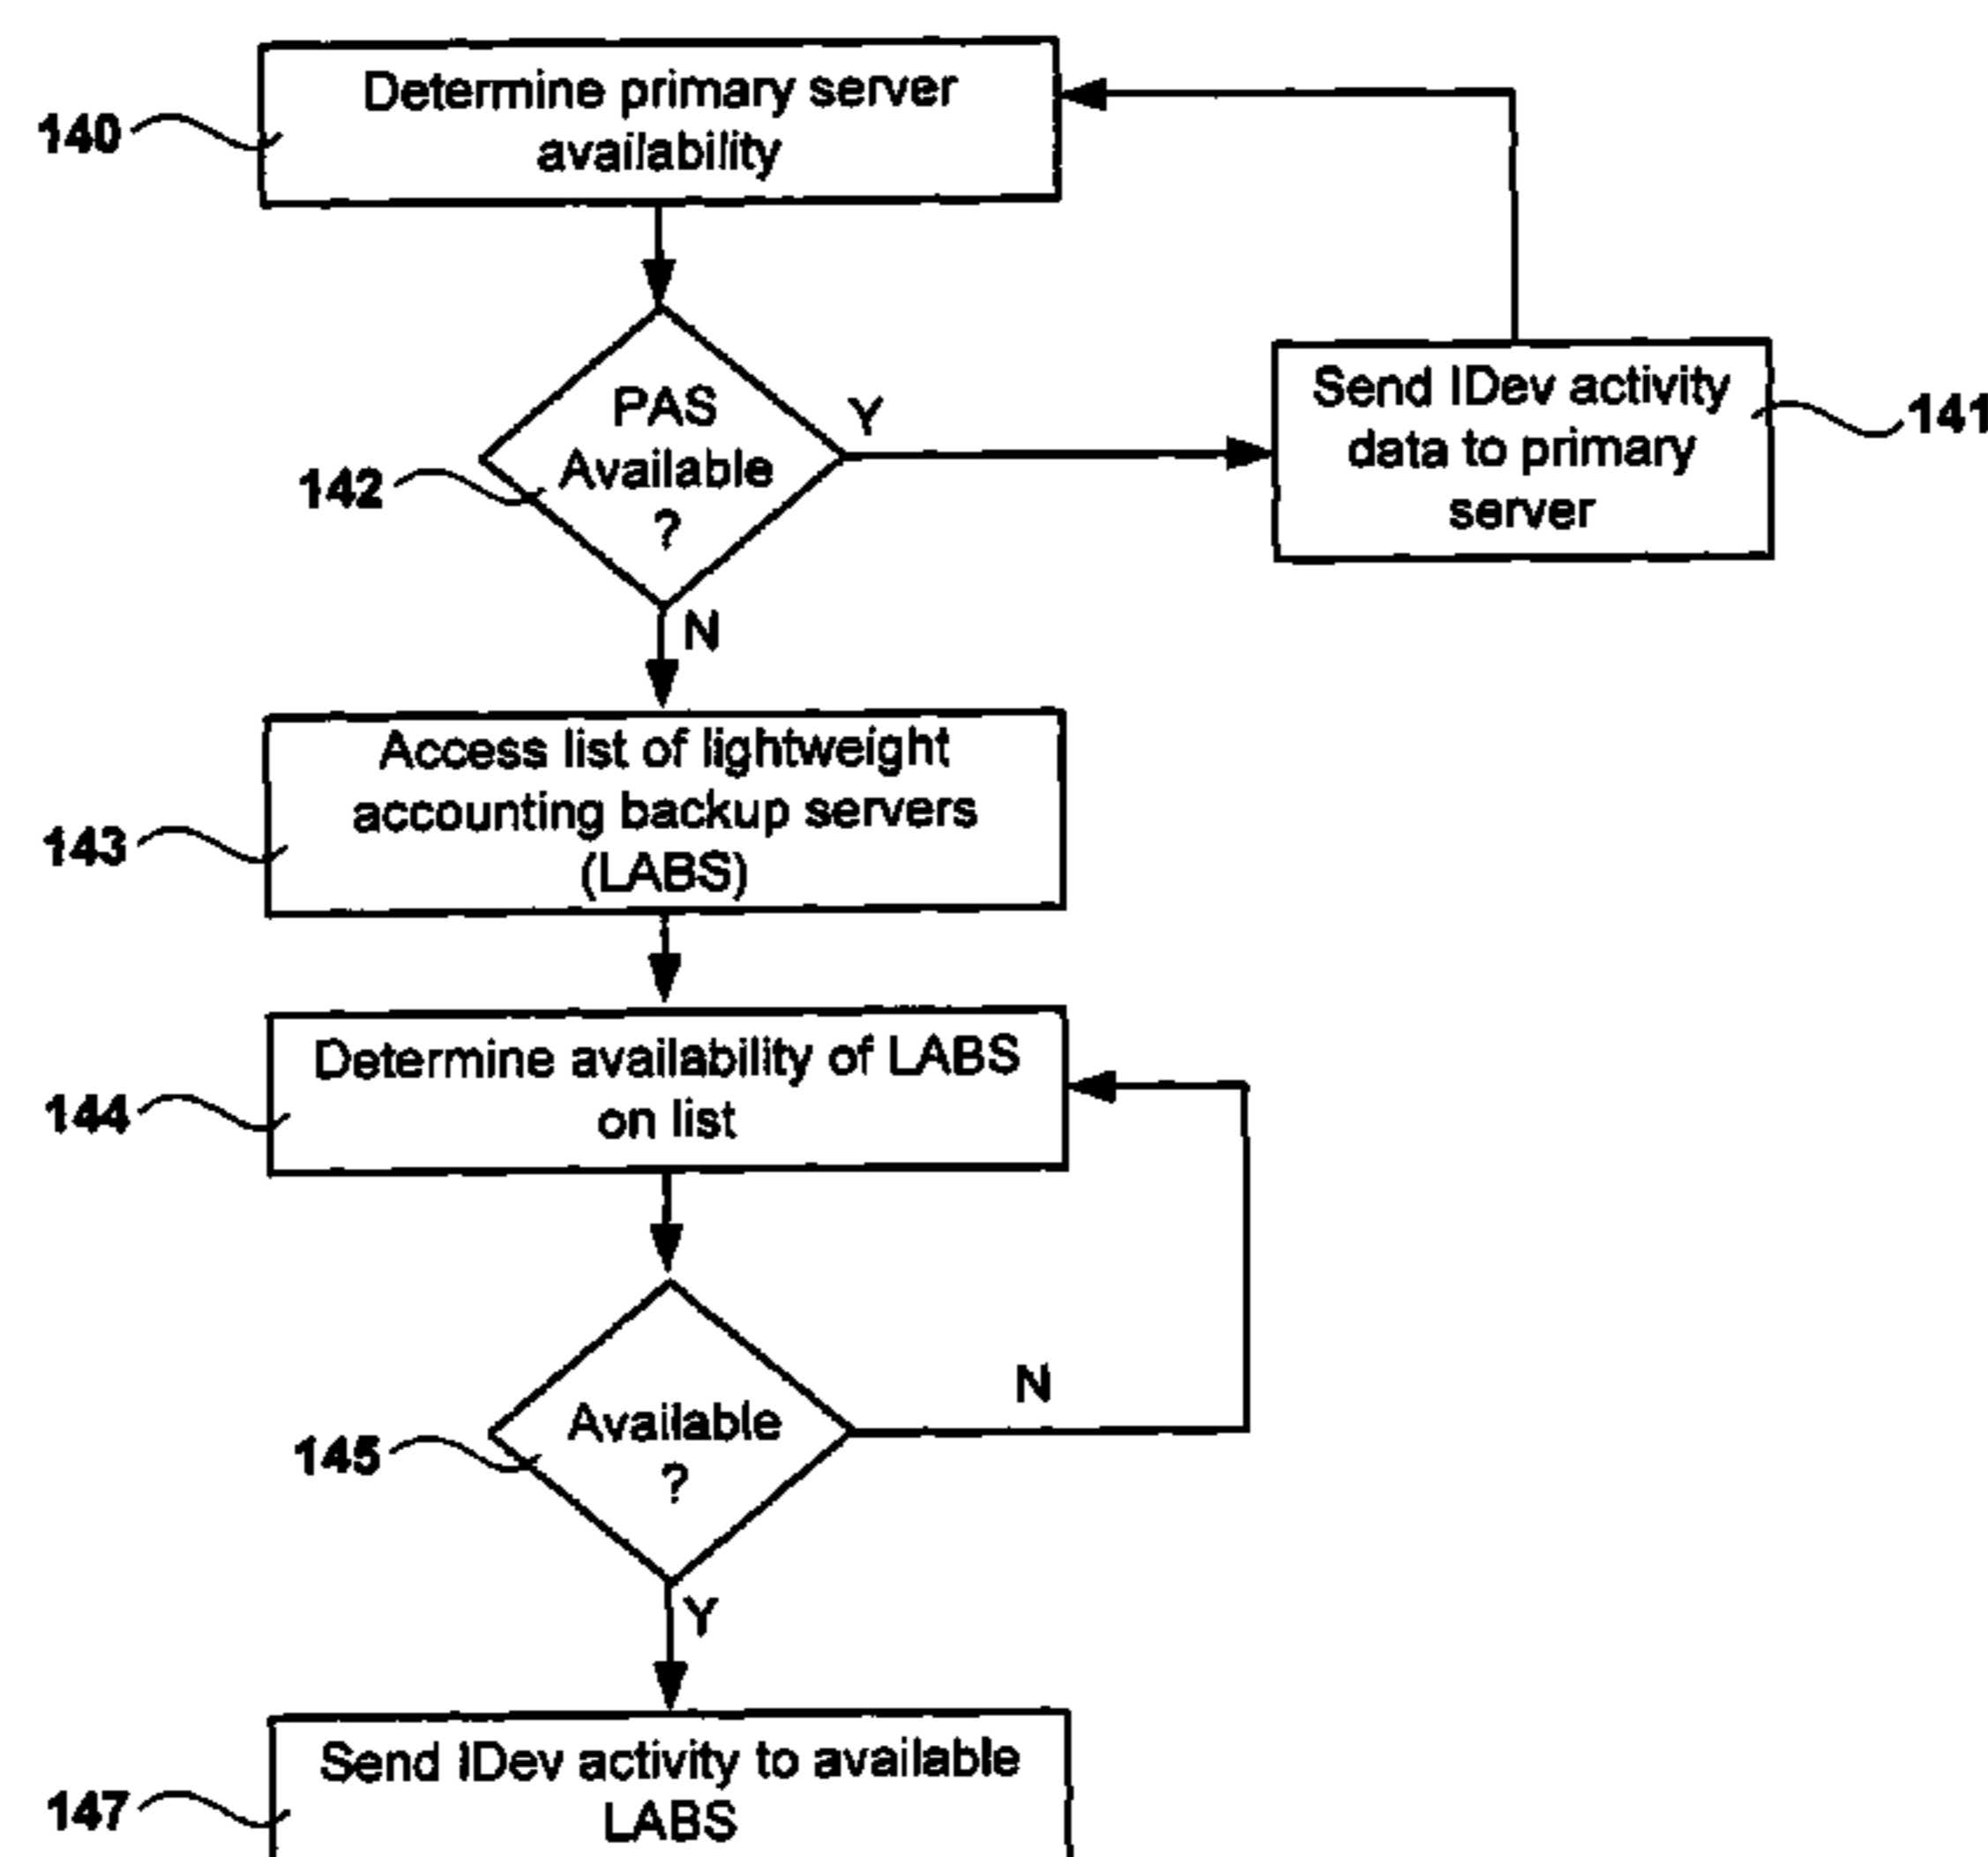 Determine primary server
availability
140
PAS
Available
?
142
Y
Send IDev activity
data to primary
server
141
N
Access list of lightweight
accounting backup servers
(LABS)
143
Determine availability of LABS
on list
144
Available
?
145
N
Y
Send IDev activity to available
LABS
147